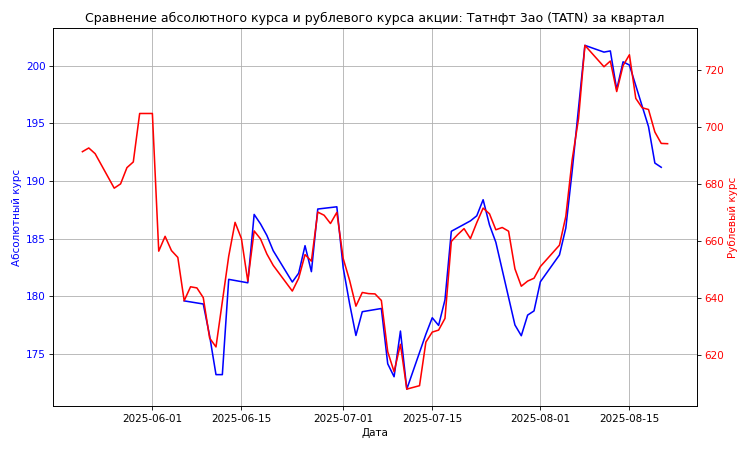 Сравнение абсолютного курса и рублевого курса акции: Татнфт 3ао (TATN) за квартал
Абсолютный курс
200
195
190
185
180
175
720
700
680
660
640
620
Рублевый курс
2025-06-01 2025-06-15 2025-07-01 2025-07-15 2025-08-01 2025-08-15
Дата